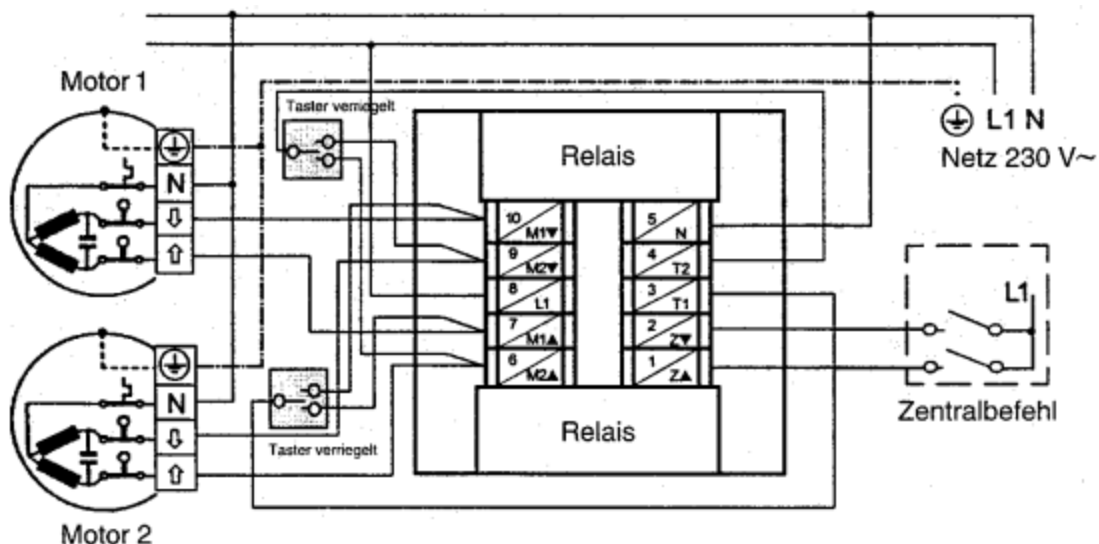 Motor 1
N
Taster verriegelt
Relais
L1 N
Netz 230 V~
10 M1▼
9 M2▼
8 L1
7 M1▲
6 M2▲
5 N
4 T2
3 T1
2 Z▼
1 Z▲
L1
Zentralbefehl
N
Taster verriegelt
Relais
Motor 2